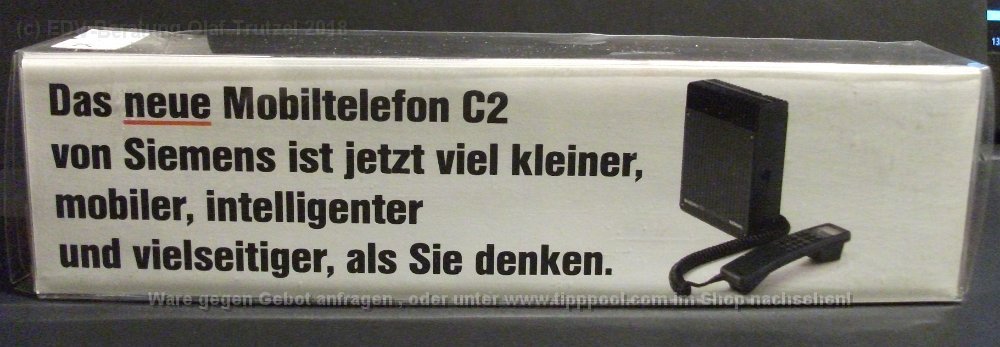 (c) EDV-Beratung Olaf Trutzel 2018
13
Das neue Mobiltelefon C2
von Siemens ist jetzt viel kleiner,
mobiler, intelligenter
und vielseitiger, als Sie denken.
Ware gegen Gebot anfragen , oder unter www.tipppool.com im Shop nachsehen!